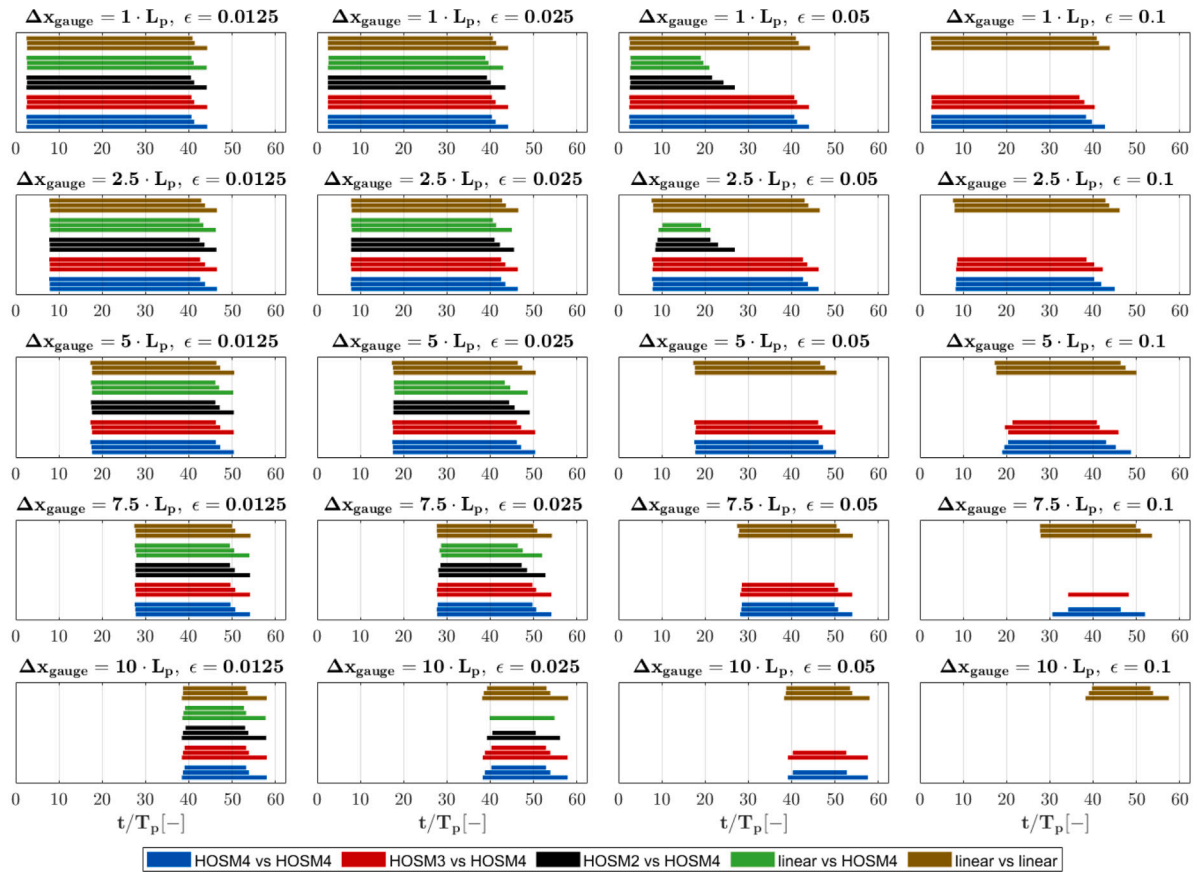 Δx_gauge = 1 · L_p, ϵ = 0.0125 Δx_gauge = 1 · L_p, ϵ = 0.025 Δx_gauge = 1 · L_p, ϵ = 0.05 Δx_gauge = 1 · L_p, ϵ = 0.1
0 10 20 30 40 50 60 0 10 20 30 40 50 60 0 10 20 30 40 50 60 0 10 20 30 40 50 60
Δx_gauge = 2.5 · L_p, ϵ = 0.0125 Δx_gauge = 2.5 · L_p, ϵ = 0.025 Δx_gauge = 2.5 · L_p, ϵ = 0.05 Δx_gauge = 2.5 · L_p, ϵ = 0.1
0 10 20 30 40 50 60 0 10 20 30 40 50 60 0 10 20 30 40 50 60 0 10 20 30 40 50 60
Δx_gauge = 5 · L_p, ϵ = 0.0125 Δx_gauge = 5 · L_p, ϵ = 0.025 Δx_gauge = 5 · L_p, ϵ = 0.05 Δx_gauge = 5 · L_p, ϵ = 0.1
0 10 20 30 40 50 60 0 10 20 30 40 50 60 0 10 20 30 40 50 60 0 10 20 30 40 50 60
Δx_gauge = 7.5 · L_p, ϵ = 0.0125 Δx_gauge = 7.5 · L_p, ϵ = 0.025 Δx_gauge = 7.5 · L_p, ϵ = 0.05 Δx_gauge = 7.5 · L_p, ϵ = 0.1
0 10 20 30 40 50 60 0 10 20 30 40 50 60 0 10 20 30 40 50 60 0 10 20 30 40 50 60
Δx_gauge = 10 · L_p, ϵ = 0.0125 Δx_gauge = 10 · L_p, ϵ = 0.025 Δx_gauge = 10 · L_p, ϵ = 0.05 Δx_gauge = 10 · L_p, ϵ = 0.1
0 10 20 30 40 50 60 0 10 20 30 40 50 60 0 10 20 30 40 50 60 0 10 20 30 40 50 60
t/T_p[−] t/T_p[−] t/T_p[−] t/T_p[−]
HOSM4 vs HOSM4 HOSM3 vs HOSM4 HOSM2 vs HOSM4 linear vs HOSM4 linear vs linear